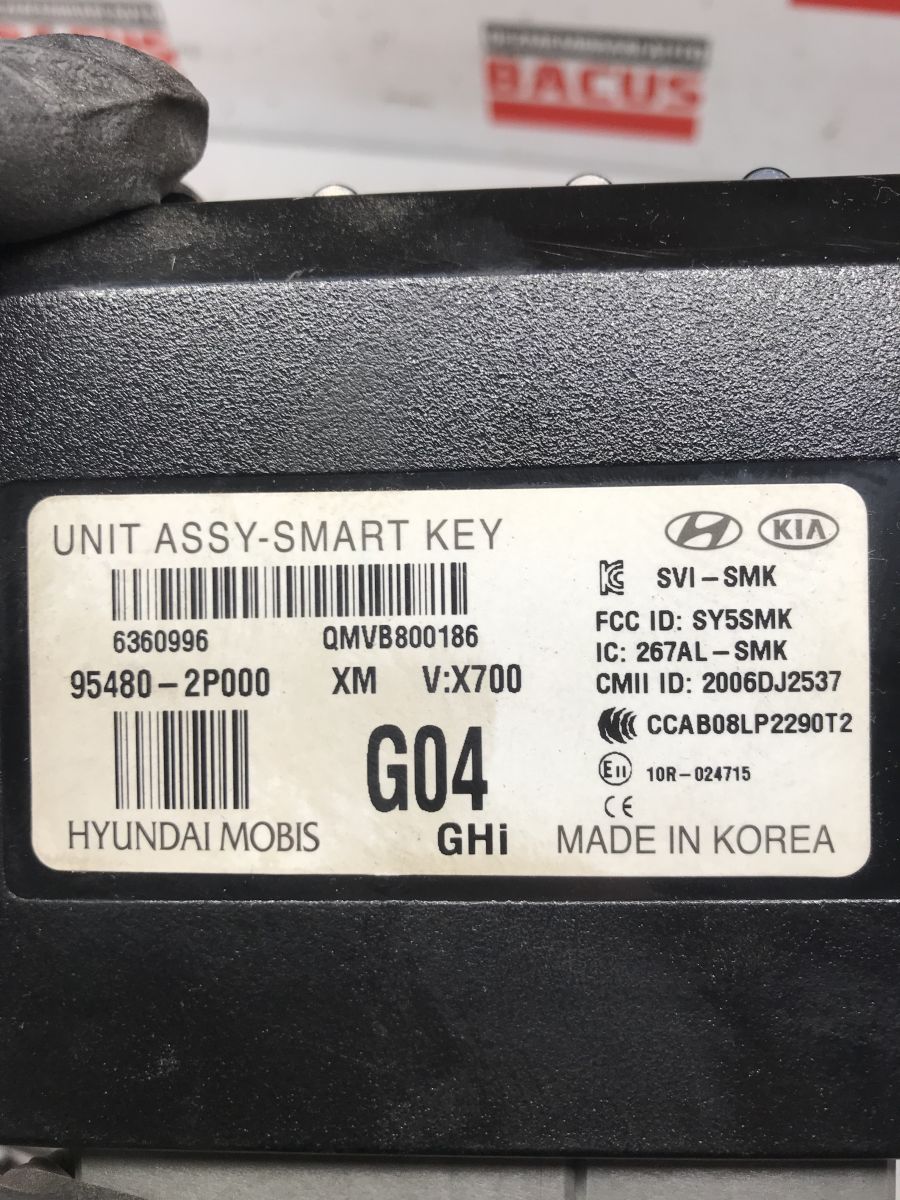 BACUS
BACUS
UNIT ASSY-SMART KEY
KIA
6360996 QMVB800186
SVI-SMK
FCC ID: SY5SMK
IC: 267AL-SMK
95480-2P000 XM V:X700
CMII ID: 2006DJ2537
CCAB08LP2290T2
G04
E11 10R-024715
CE
HYUNDAI MOBIS GHi MADE IN KOREA